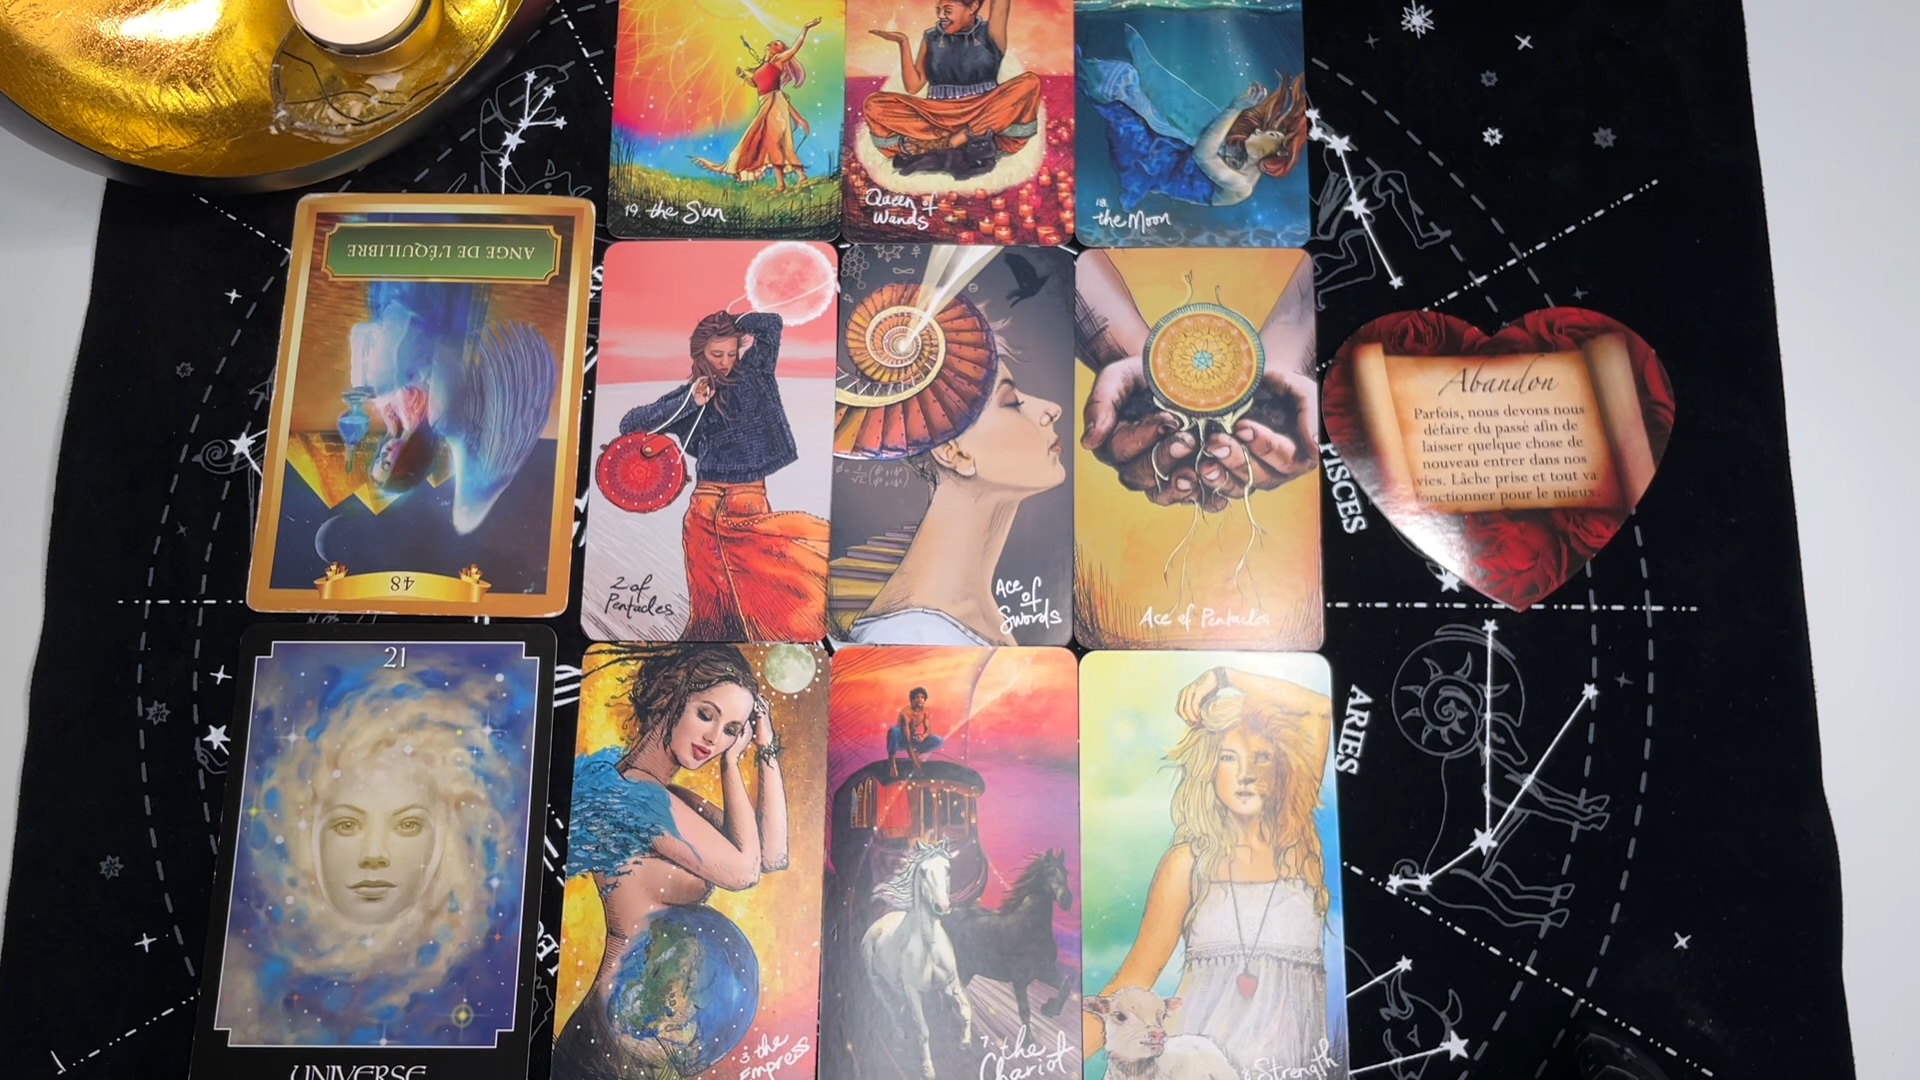 19. the Sun
Queen of
Wands
18.
the Moon
ANGE DE L'ÉQUILIBRE
48
2 of
Pentacles
Ace
of
Swords
Ace of Pentacles
Abandon
Parfois, nous devons nous
défaire du passé afin de
laisser quelque chose de
nouveau entrer dans nos
vies. Lâche prise et tout va
fonctionner pour le mieux.
PISCES
ARIES
21
UNIVERSE
3. the
Empress
7. the
Chariot
8. Strength